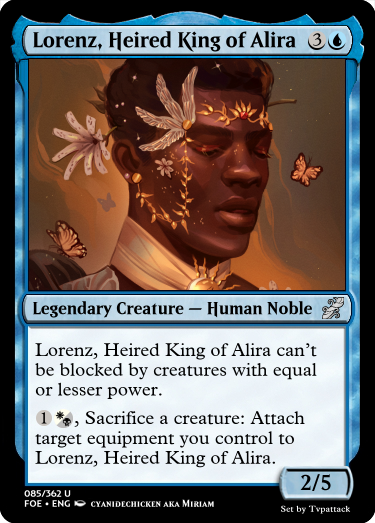 Lorenz, Heired King of Alira 3
Legendary Creature — Human Noble
Lorenz, Heired King of Alira can't
be blocked by creatures with equal
or lesser power.
1 , Sacrifice a creature: Attach
target equipment you control to
Lorenz, Heired King of Alira.
2/5
085/362 U
FOE • ENG CYANIDECHICKEN AKA MIRIAM
Set by Tvpattack